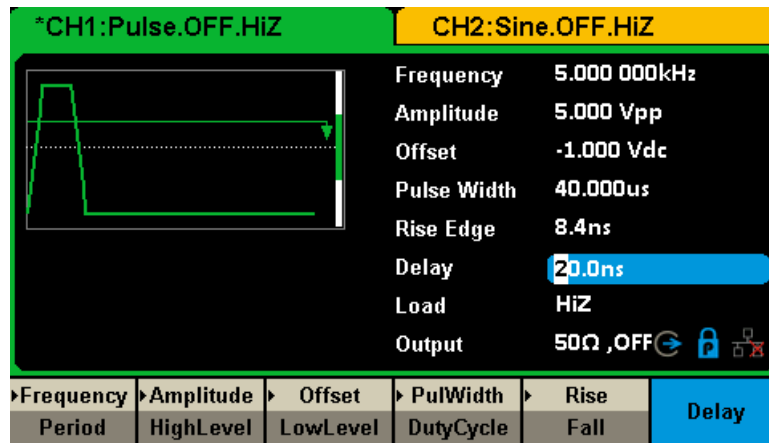 *CH1:Pulse.OFF.HiZ CH2:Sine.OFF.HiZ
Frequency 5.000 000kHz
Amplitude 5.000 Vpp
Offset -1.000 Vdc
Pulse Width 40.000us
Rise Edge 8.4ns
Delay 20.0ns
Load HiZ
Output 50Ω ,OFF P
Frequency Amplitude Offset PulWidth Rise Delay
Period HighLevel LowLevel DutyCycle Fall